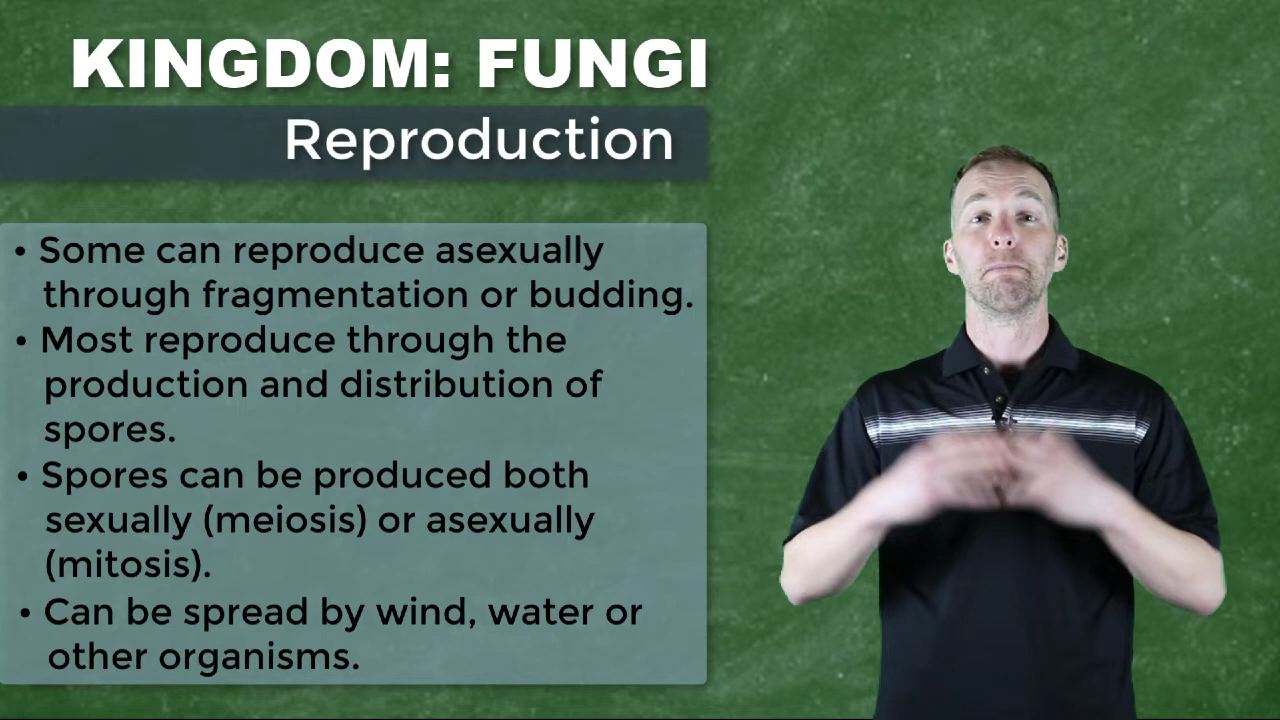 KINGDOM: FUNGI
Reproduction
• Some can reproduce asexually
through fragmentation or budding.
• Most reproduce through the
production and distribution of
spores.
• Spores can be produced both
sexually (meiosis) or asexually
(mitosis).
• Can be spread by wind, water or
other organisms.